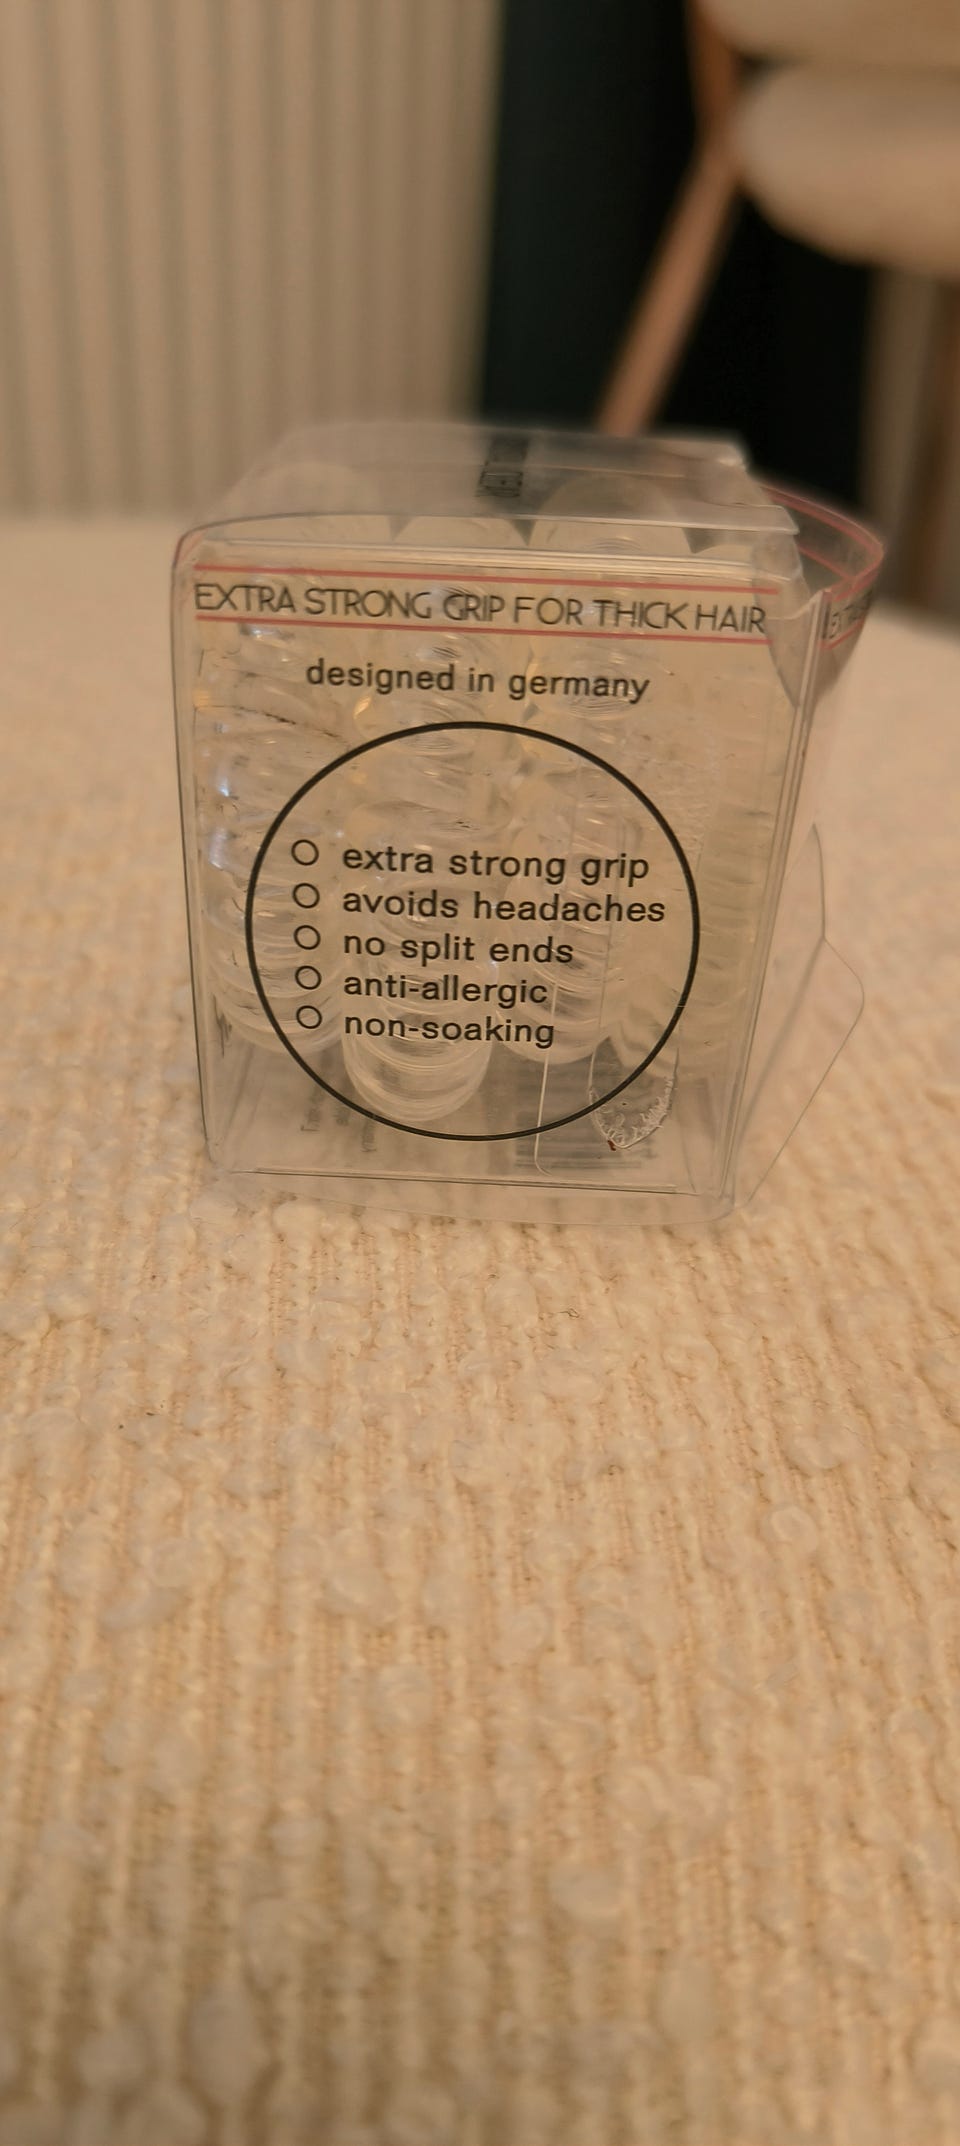 EXTRA STRONG GRIP FOR THICK HAIR
designed in germany
extra strong grip
avoids headaches
no split ends
anti-allergic
non-soaking